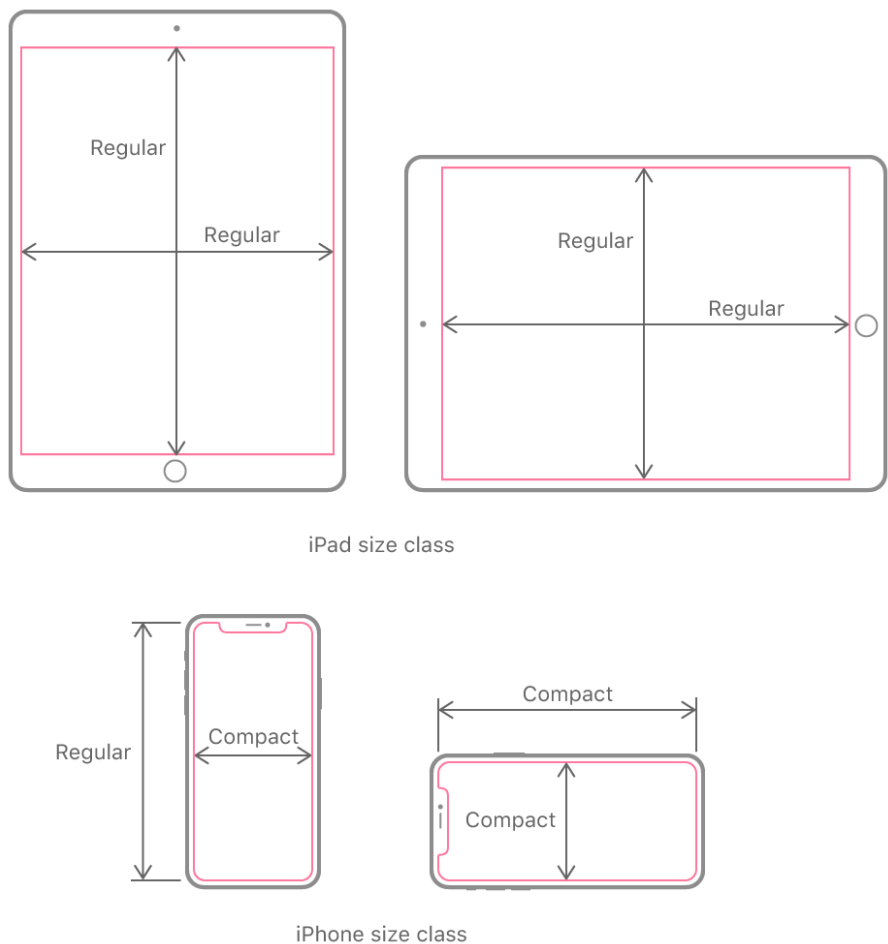 Regular
Regular
Regular
Regular
iPad size class
Compact
Compact
Regular
Compact
iPhone size class